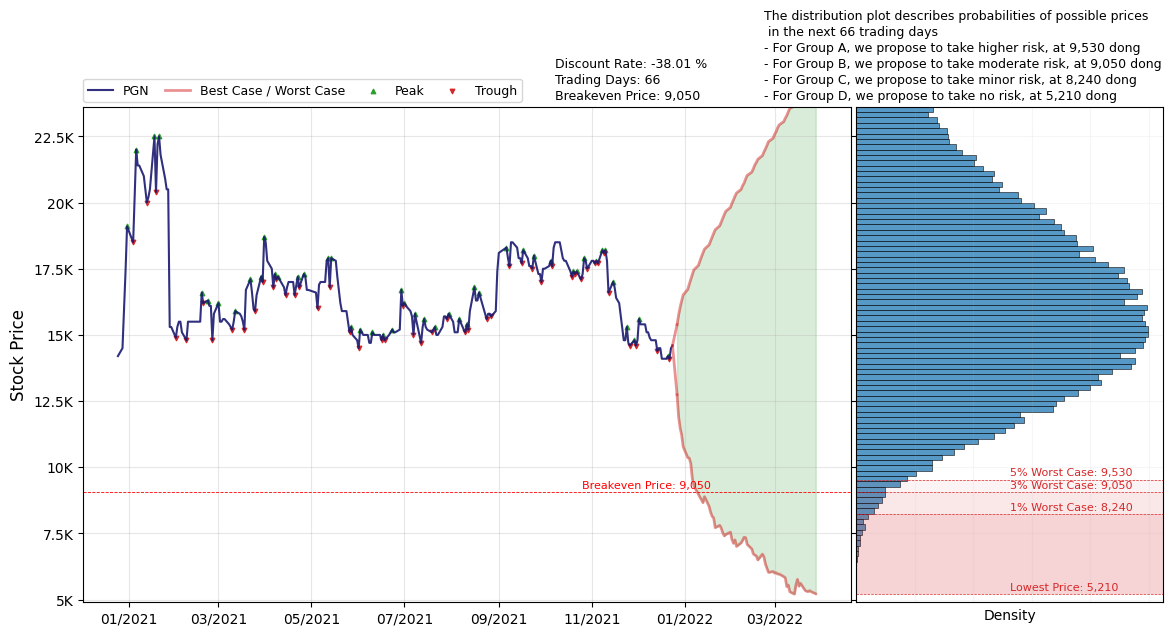 The distribution plot describes probabilities of possible prices
in the next 66 trading days
- For Group A, we propose to take higher risk, at 9,530 dong
- For Group B, we propose to take moderate risk, at 9,050 dong
- For Group C, we propose to take minor risk, at 8,240 dong
- For Group D, we propose to take no risk, at 5,210 dong
Discount Rate: -38.01 %
Trading Days: 66
Breakeven Price: 9,050
PGN Best Case / Worst Case Peak Trough
Stock Price
22.5K
20K
17.5K
15K
12.5K
10K
7.5K
5K
Breakeven Price: 9,050
5% Worst Case: 9,530
3% Worst Case: 9,050
1% Worst Case: 8,240
Lowest Price: 5,210
01/2021 03/2021 05/2021 07/2021 09/2021 11/2021 01/2022 03/2022
Density